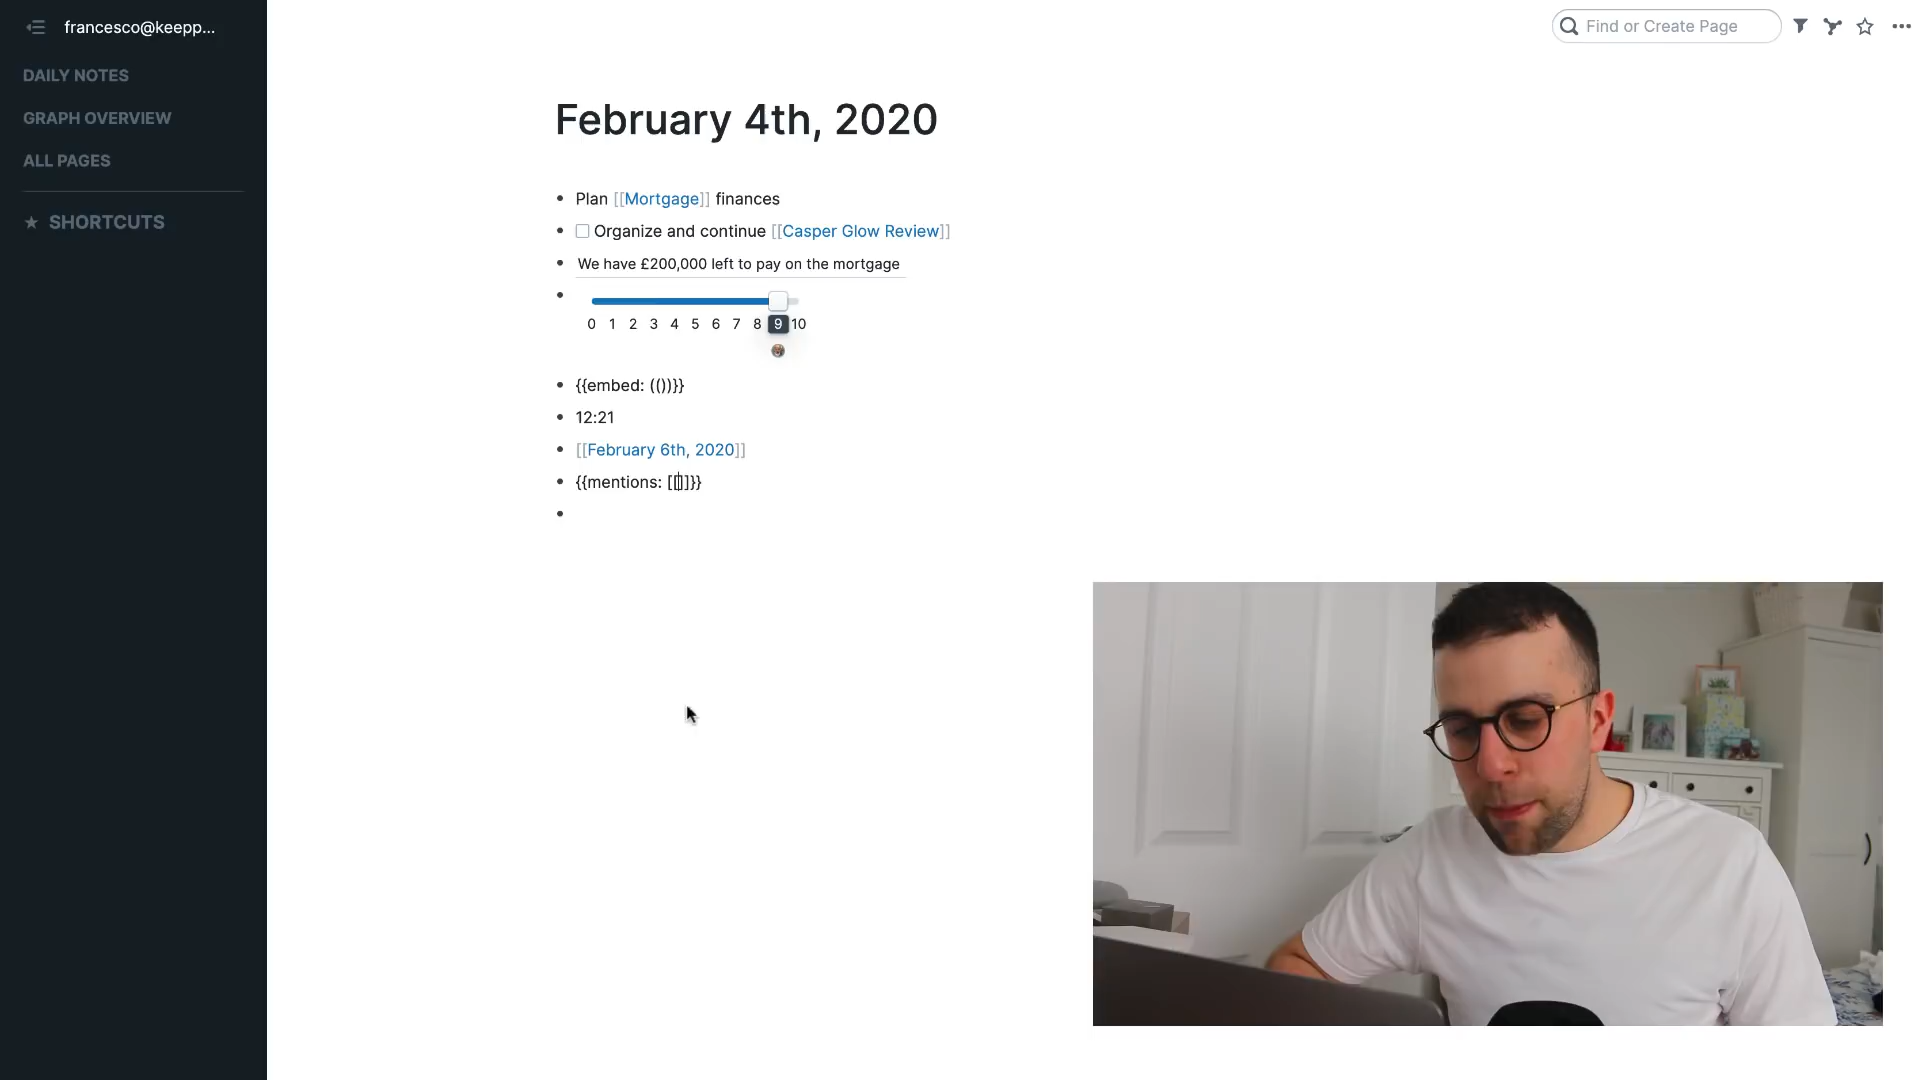 francesco@keepp...
Find or Create Page
DAILY NOTES
GRAPH OVERVIEW
ALL PAGES
SHORTCUTS
February 4th, 2020
Plan [[Mortgage]] finances
Organize and continue [[Casper Glow Review]]
We have £200,000 left to pay on the mortgage
0 1 2 3 4 5 6 7 8 9 10
{{embed: (())}}
12:21
[[February 6th, 2020]]
{{mentions: [[]]}}